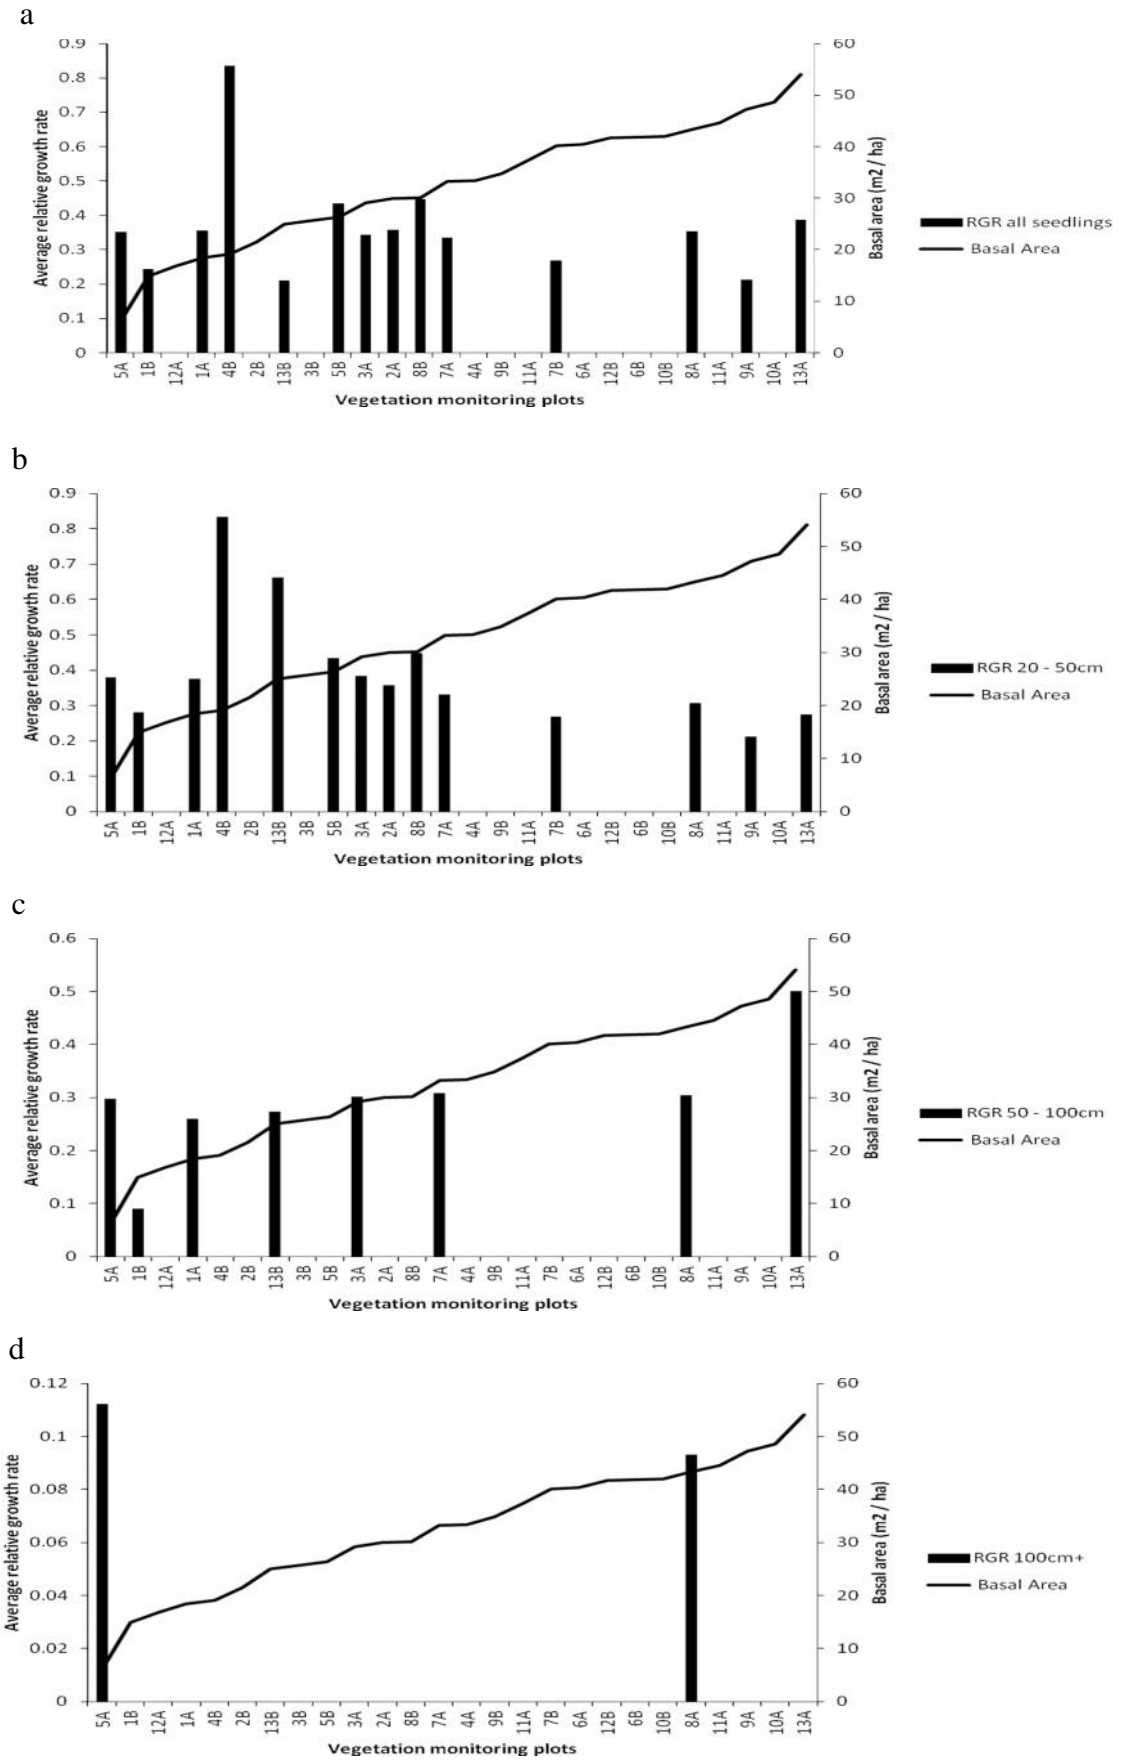 a
0.9
0.8
0.7
0.6
0.5
0.4
0.3
0.2
0.1
0
Average relative growth rate
60
50
40
30
20
10
0
Basal area (m2 / ha)
5A 1B 12A 1A 4B 2B 13B 3B 5B 3A 2A 8B 7A 4A 9B 11A 7B 6A 12B 6B 10B 8A 11A 9A 10A 13A
Vegetation monitoring plots
RGR all seedlings
Basal Area
b
0.9
0.8
0.7
0.6
0.5
0.4
0.3
0.2
0.1
0
Average relative growth rate
60
50
40
30
20
10
0
Basal area (m2 / ha)
5A 1B 12A 1A 4B 2B 13B 3B 5B 3A 2A 8B 7A 4A 9B 11A 7B 6A 12B 6B 10B 8A 11A 9A 10A 13A
Vegetation monitoring plots
RGR 20 - 50cm
Basal Area
c
0.6
0.5
0.4
0.3
0.2
0.1
0
Average relative growth rate
60
50
40
30
20
10
0
Basal area (m2 / ha)
5A 1B 12A 1A 4B 2B 13B 3B 5B 3A 2A 8B 7A 4A 9B 11A 7B 6A 12B 6B 10B 8A 11A 9A 10A 13A
Vegetation monitoring plots
RGR 50 - 100cm
Basal Area
d
0.12
0.1
0.08
0.06
0.04
0.02
0
Average relative growth rate
60
50
40
30
20
10
0
Basal area (m2 / ha)
5A 1B 12A 1A 4B 2B 13B 3B 5B 3A 2A 8B 7A 4A 9B 11A 7B 6A 12B 6B 10B 8A 11A 9A 10A 13A
Vegetation monitoring plots
RGR 100cm+
Basal Area